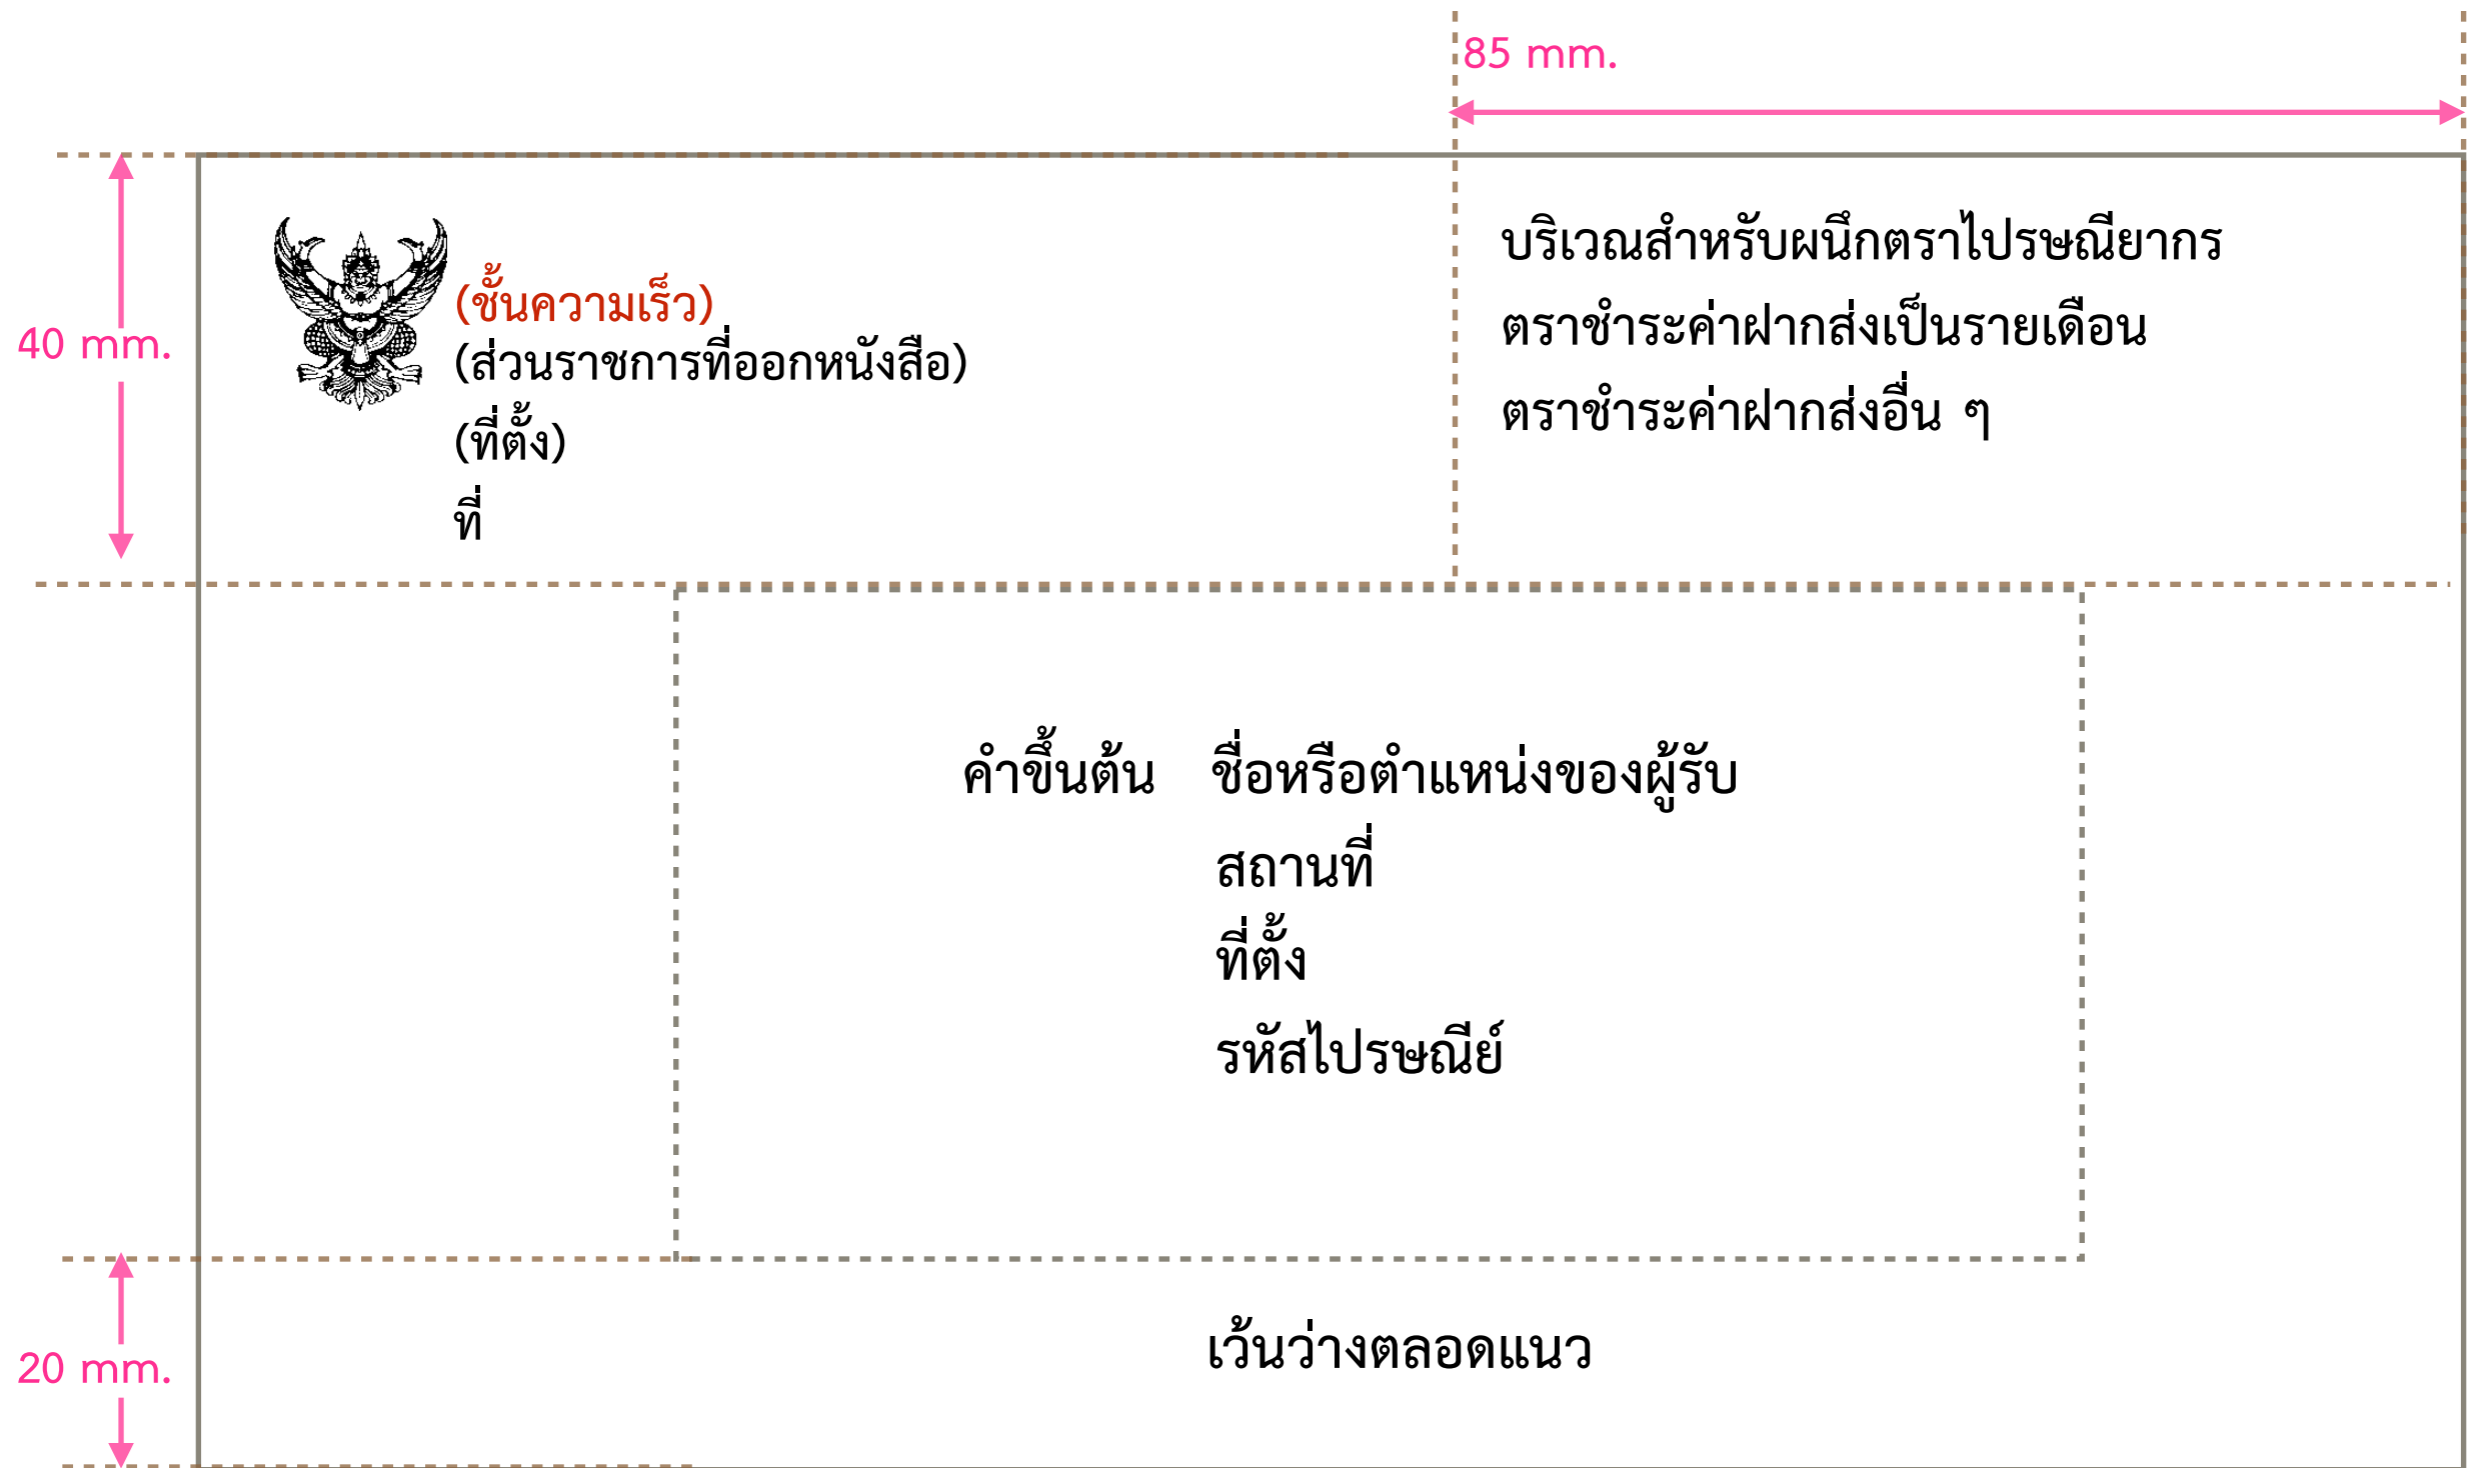 85 mm.
40 mm.
(ชั้นความเร็ว)
(ส่วนราชการที่ออกหนังสือ)
(ที่ตั้ง)
ที่
บริเวณสำหรับผนึกตราไปรษณียากร
ตราชำระค่าฝากส่งเป็นรายเดือน
ตราชำระค่าฝากส่งอื่น ๆ
คำขึ้นต้น ชื่อหรือตำแหน่งของผู้รับ
สถานที่
ที่ตั้ง
รหัสไปรษณีย์
20 mm.
เว้นว่างตลอดแนว